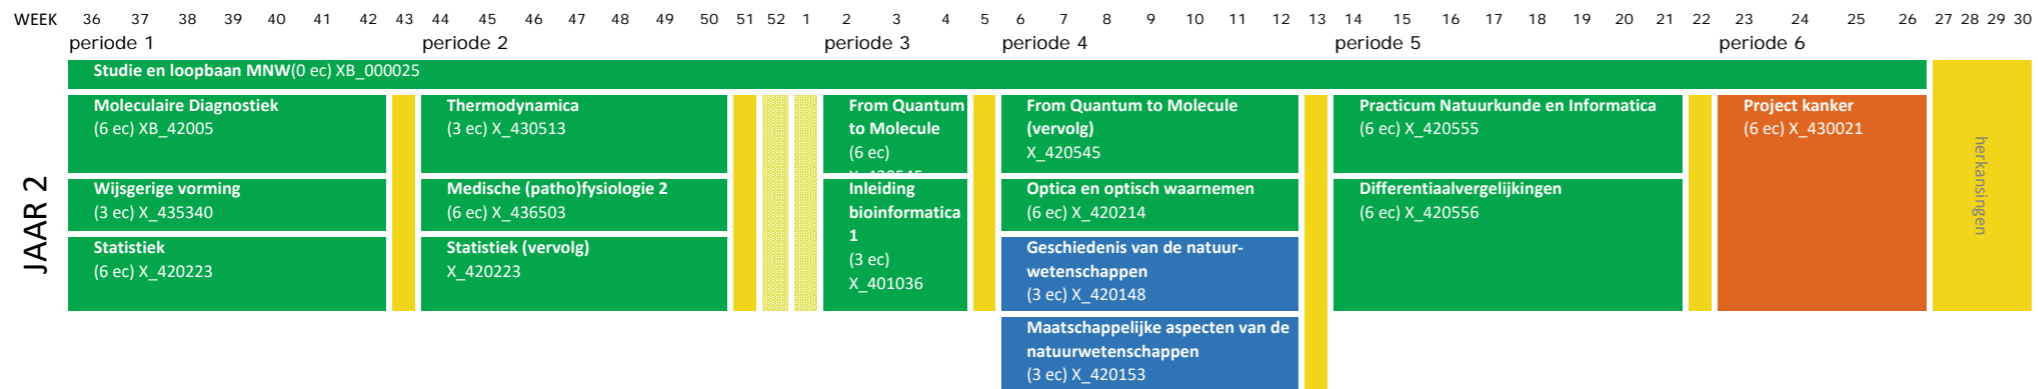 WEEK 36 37 38 39 40 41 42 43 44 45 46 47 48 49 50 51 52 1 2 3 4 5 6 7 8 9 10 11 12 13 14 15 16 17 18 19 20 21 22 23 24 25 26 27 28 29 30
periode 1 periode 2 periode 3 periode 4 periode 5 periode 6
JAAR 2
Studie en loopbaan MNW(0 ec) XB_000025
Moleculaire Diagnostiek
(6 ec) XB_42005
Wijsgerige vorming
(3 ec) X_435340
Statistiek
(6 ec) X_420223
Thermodynamica
(3 ec) X_430513
Medische (patho)fysiologie 2
(6 ec) X_436503
Statistiek (vervolg)
X_420223
From Quantum
to Molecule
(6 ec)
Inleiding
bioinformatica
1
(3 ec)
X_401036
From Quantum to Molecule
(vervolg)
X_420545
Optica en optisch waarnemen
(6 ec) X_420214
Geschiedenis van de natuur-
wetenschappen
(3 ec) X_420148
Maatschappelijke aspecten van de
natuurwetenschappen
(3 ec) X_420153
Practicum Natuurkunde en Informatica
(6 ec) X_420555
Differentiaalvergelijkingen
(6 ec) X_420556
Project kanker
(6 ec) X_430021
herkansingen